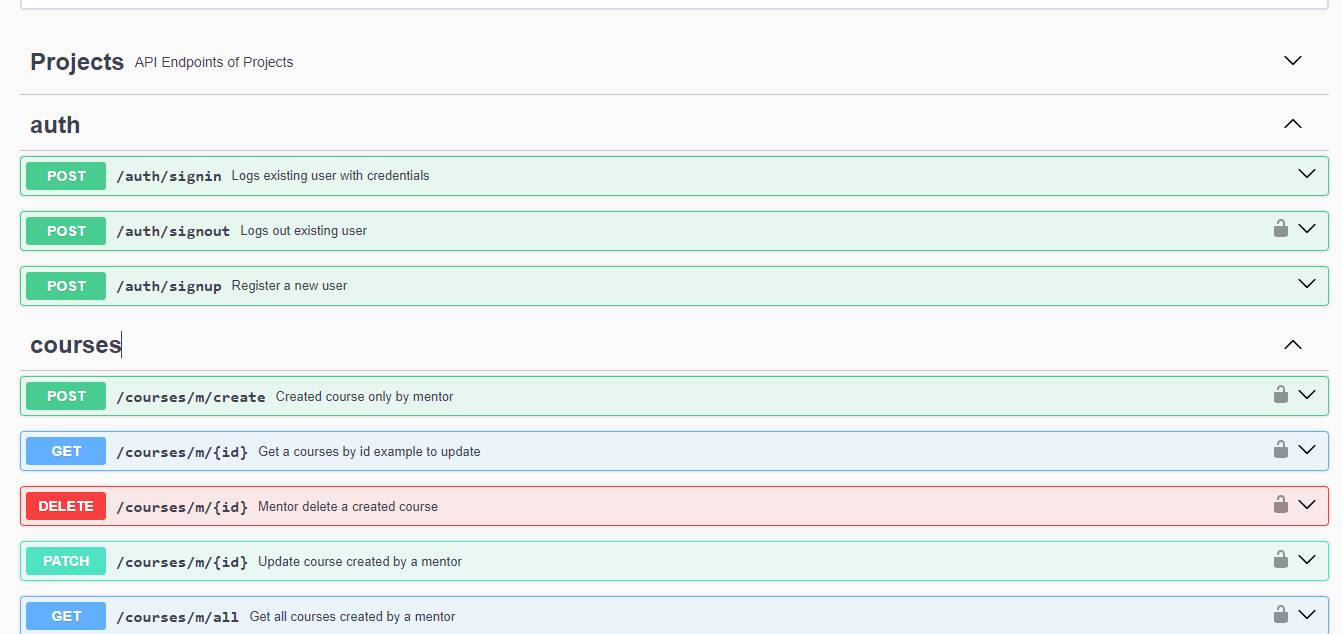 Projects API Endpoints of Projects
auth
POST /auth/signin Logs existing user with credentials
POST /auth/signout Logs out existing user
POST /auth/signup Register a new user
courses
POST /courses/m/create Created course only by mentor
GET /courses/m/{id} Get a courses by id example to update
DELETE /courses/m/{id} Mentor delete a created course
PATCH /courses/m/{id} Update course created by a mentor
GET /courses/m/all Get all courses created by a mentor